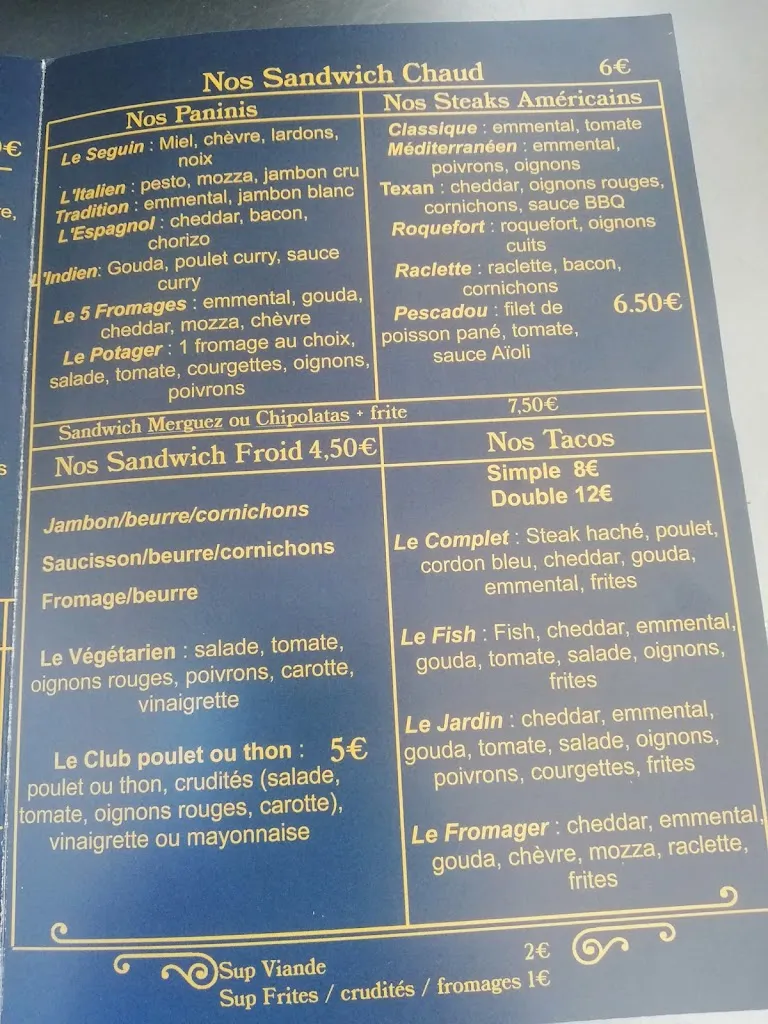 Nos Sandwich Chaud 6€
Nos Paninis
Le Seguin : Miel, chèvre, lardons,
noix
L'Italien : pesto, mozza, jambon cru
Tradition : emmental, jambon blanc
L'Espagnol : cheddar, bacon,
chorizo
L'Indien: Gouda, poulet curry, sauce
curry
Le 5 Fromages : emmental, gouda,
cheddar, mozza, chèvre
Le Potager : 1 fromage au choix,
salade, tomate, courgettes, oignons,
poivrons
Nos Steaks Américains
Classique : emmental, tomate
Méditerranéen : emmental,
poivrons, oignons
Texan : cheddar, oignons rouges,
cornichons, sauce BBQ
Roquefort : roquefort, oignons
cuits
Raclette : raclette, bacon,
cornichons
Pescadou : filet de 6.50€
poisson pané, tomate,
sauce Aïoli
Sandwich Merguez ou Chipolatas + frite 7,50€
Nos Sandwich Froid 4,50€
Jambon/beurre/cornichons
Saucisson/beurre/cornichons
Fromage/beurre
Le Végétarien : salade, tomate,
oignons rouges, poivrons, carotte,
vinaigrette
Le Club poulet ou thon : 5€
poulet ou thon, crudités (salade,
tomate, oignons rouges, carotte),
vinaigrette ou mayonnaise
Nos Tacos
Simple 8€
Double 12€
Le Complet : Steak haché, poulet,
cordon bleu, cheddar, gouda,
emmental, frites
Le Fish : Fish, cheddar, emmental,
gouda, tomate, salade, oignons,
frites
Le Jardin : cheddar, emmental,
gouda, tomate, salade, oignons,
poivrons, courgettes, frites
Le Fromager : cheddar, emmental,
gouda, chèvre, mozza, raclette,
frites
Sup Viande 2€
Sup Frites / crudités / fromages 1€